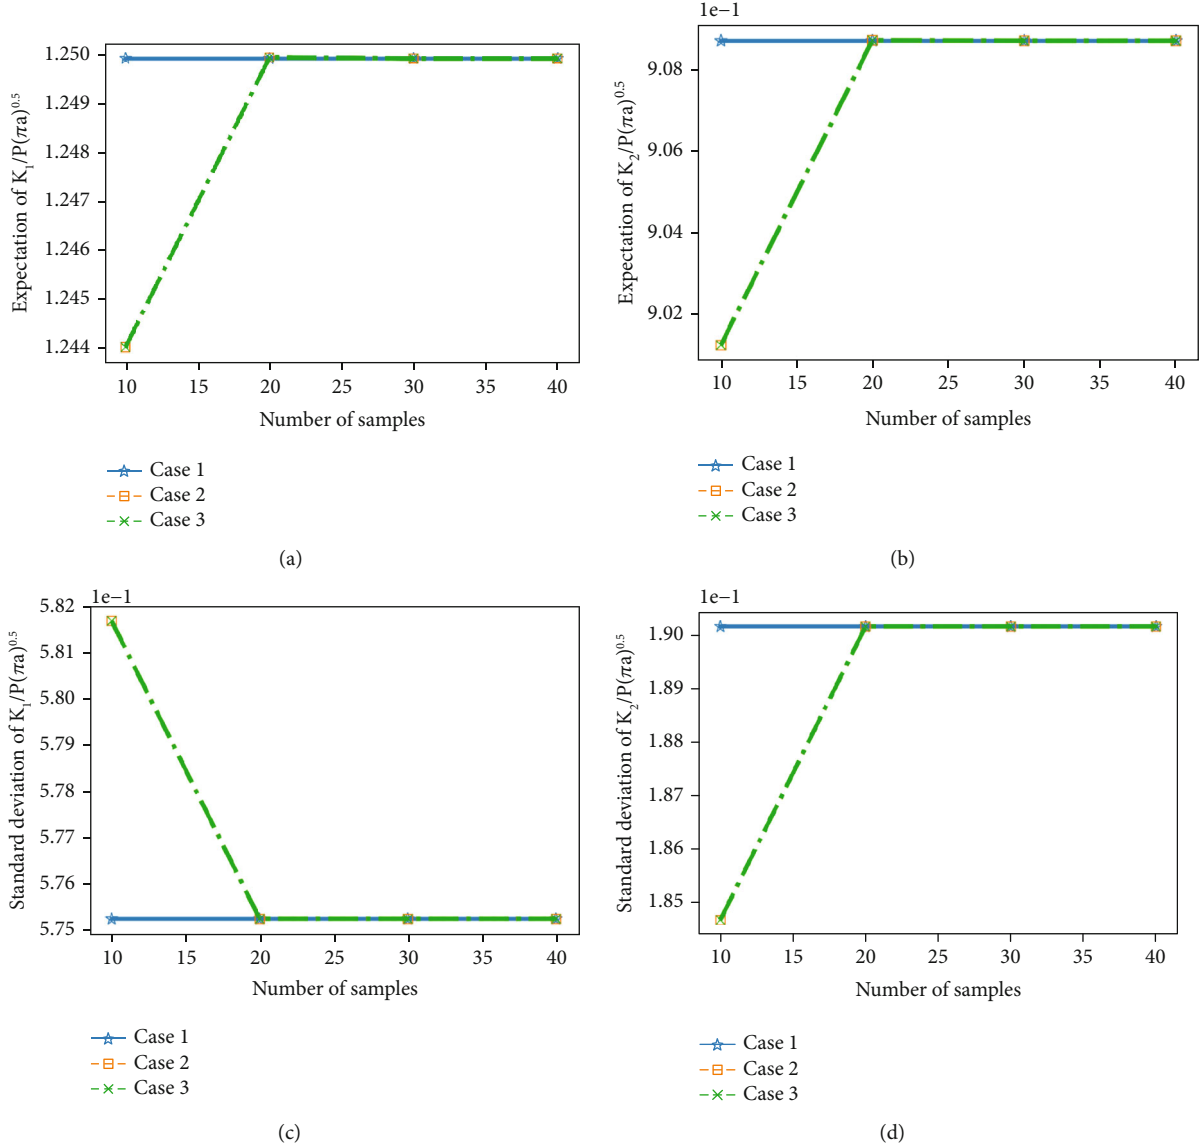 1.250
1.249
1.248
1.247
1.246
1.245
1.244
Expectation of K₁/P(πa)⁰·⁵
10 15 20 25 30 35 40
Number of samples
Case 1
Case 2
Case 3
(a)
1e−1
9.08
9.06
9.04
9.02
Expectation of K₂/P(πa)⁰·⁵
10 15 20 25 30 35 40
Number of samples
Case 1
Case 2
Case 3
(b)
1e−1
5.82
5.81
5.80
5.79
5.78
5.77
5.76
5.75
Standard deviation of K₁/P(πa)⁰·⁵
10 15 20 25 30 35 40
Number of samples
Case 1
Case 2
Case 3
(c)
1e−1
1.90
1.89
1.88
1.87
1.86
1.85
Standard deviation of K₂/P(πa)⁰·⁵
10 15 20 25 30 35 40
Number of samples
Case 1
Case 2
Case 3
(d)